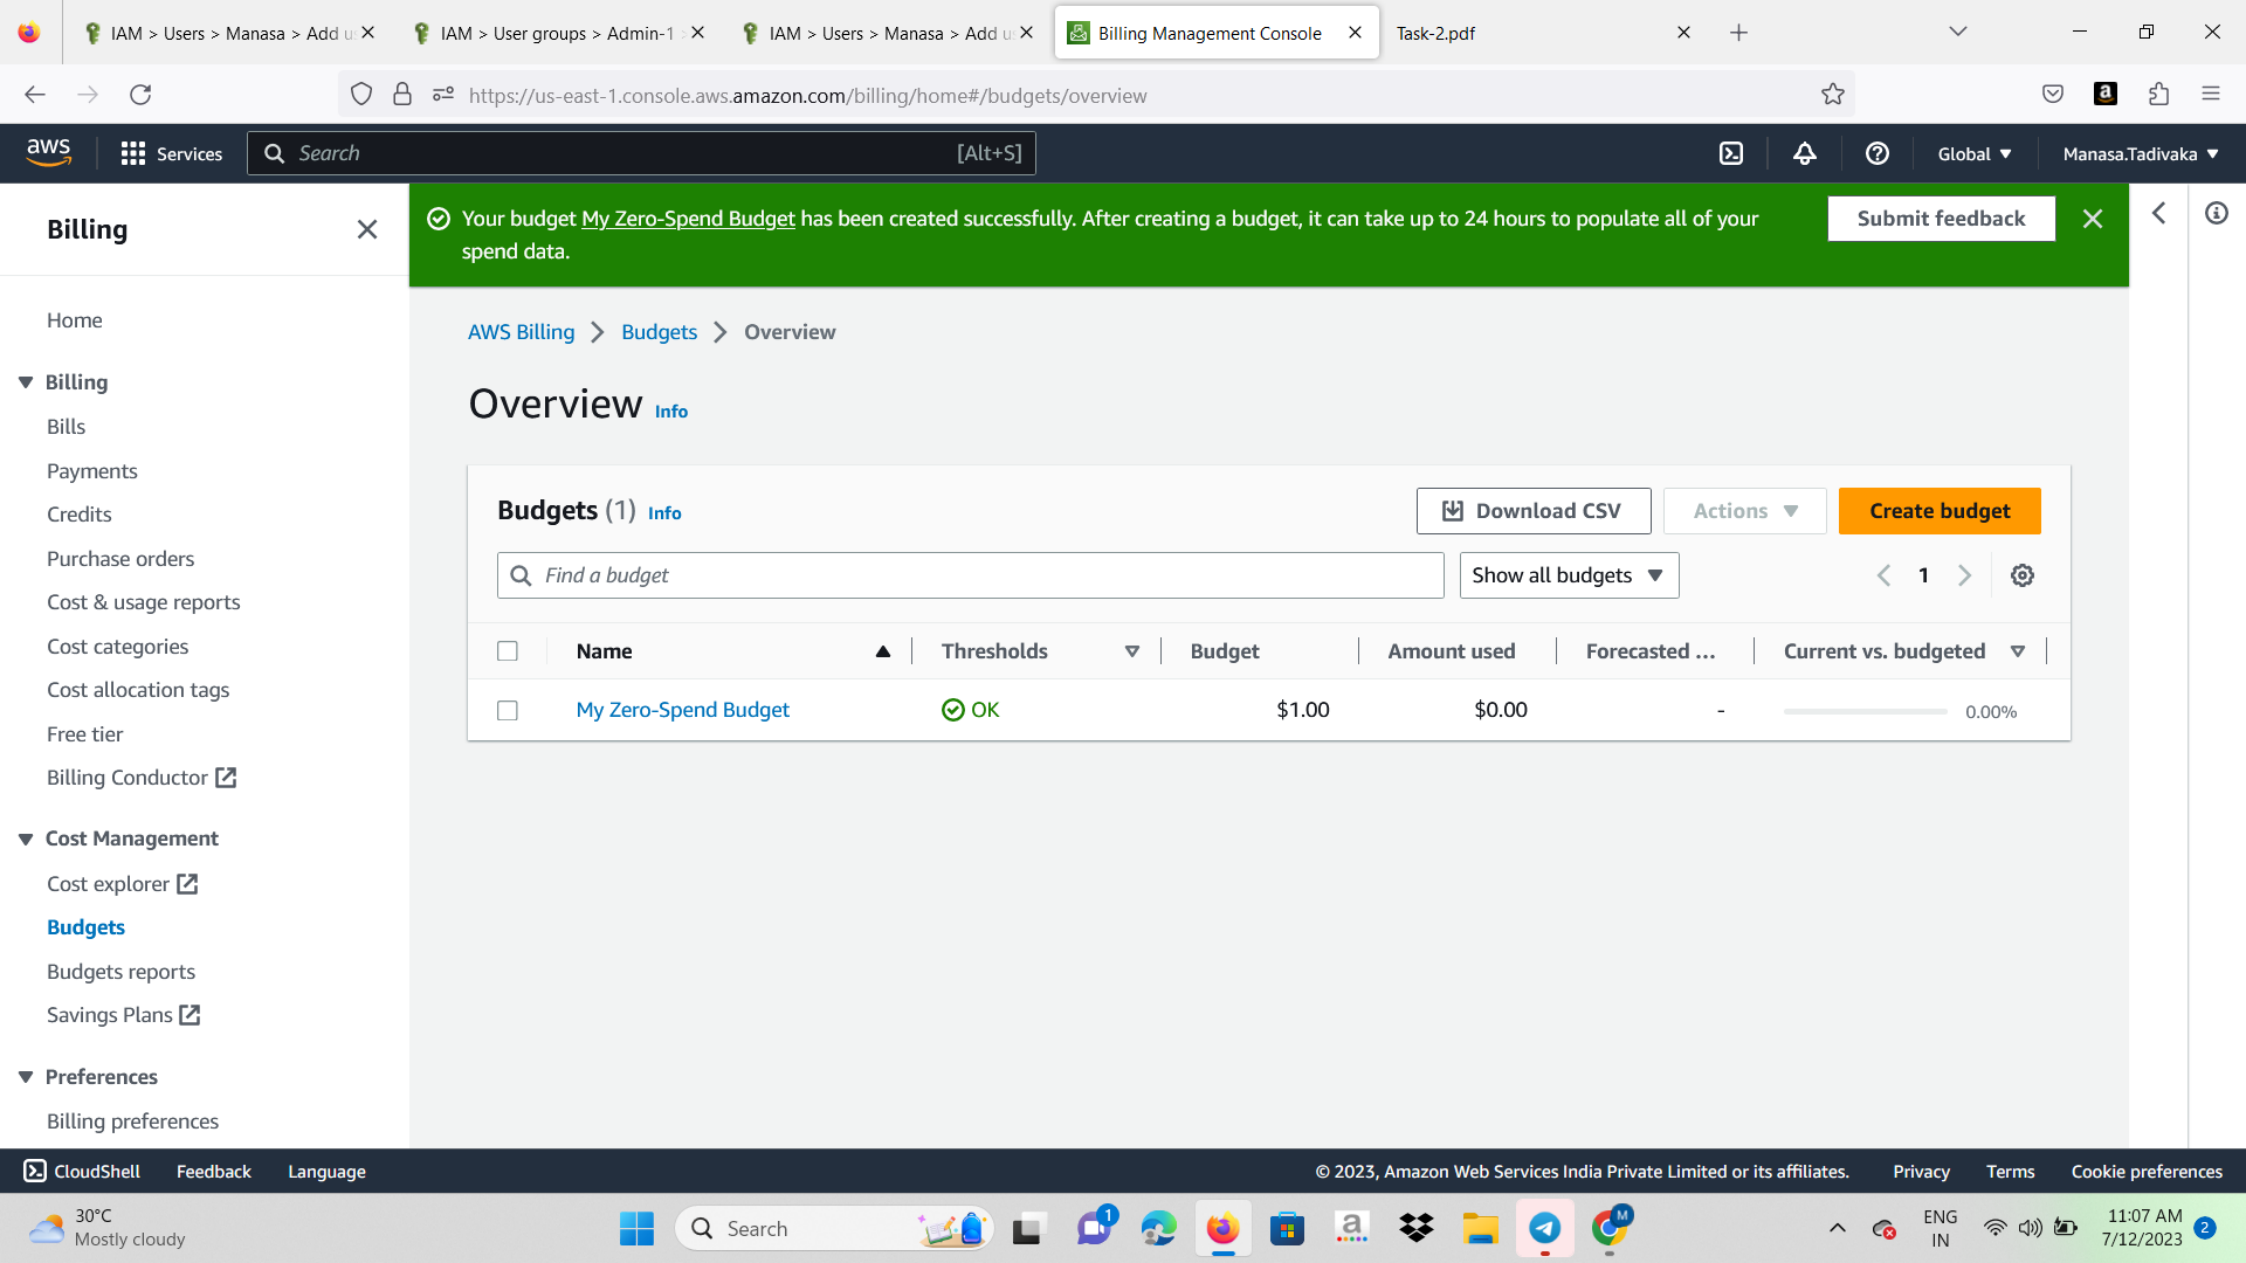 IAM > Users > Manasa > Add u
IAM > User groups > Admin-1
IAM > Users > Manasa > Add u
Billing Management Console
Task-2.pdf
https://us-east-1.console.aws.amazon.com/billing/home#/budgets/overview
aws
Services
Search
[Alt+S]
Global
Manasa.Tadivaka
Billing
Your budget My Zero-Spend Budget has been created successfully. After creating a budget, it can take up to 24 hours to populate all of your
spend data.
Submit feedback
Home
Billing
Bills
Payments
Credits
Purchase orders
Cost & usage reports
Cost categories
Cost allocation tags
Free tier
Billing Conductor
Cost Management
Cost explorer
Budgets
Budgets reports
Savings Plans
Preferences
Billing preferences
AWS Billing > Budgets > Overview
Overview Info
Budgets (1) Info
Download CSV
Actions
Create budget
Find a budget
Show all budgets
1
Name
Thresholds
Budget
Amount used
Forecasted ...
Current vs. budgeted
My Zero-Spend Budget
OK
$1.00
$0.00
-
0.00%
CloudShell
Feedback
Language
© 2023, Amazon Web Services India Private Limited or its affiliates.
Privacy
Terms
Cookie preferences
30°C
Mostly cloudy
Search
1
a
M
ENG
IN
11:07 AM
7/12/2023
2